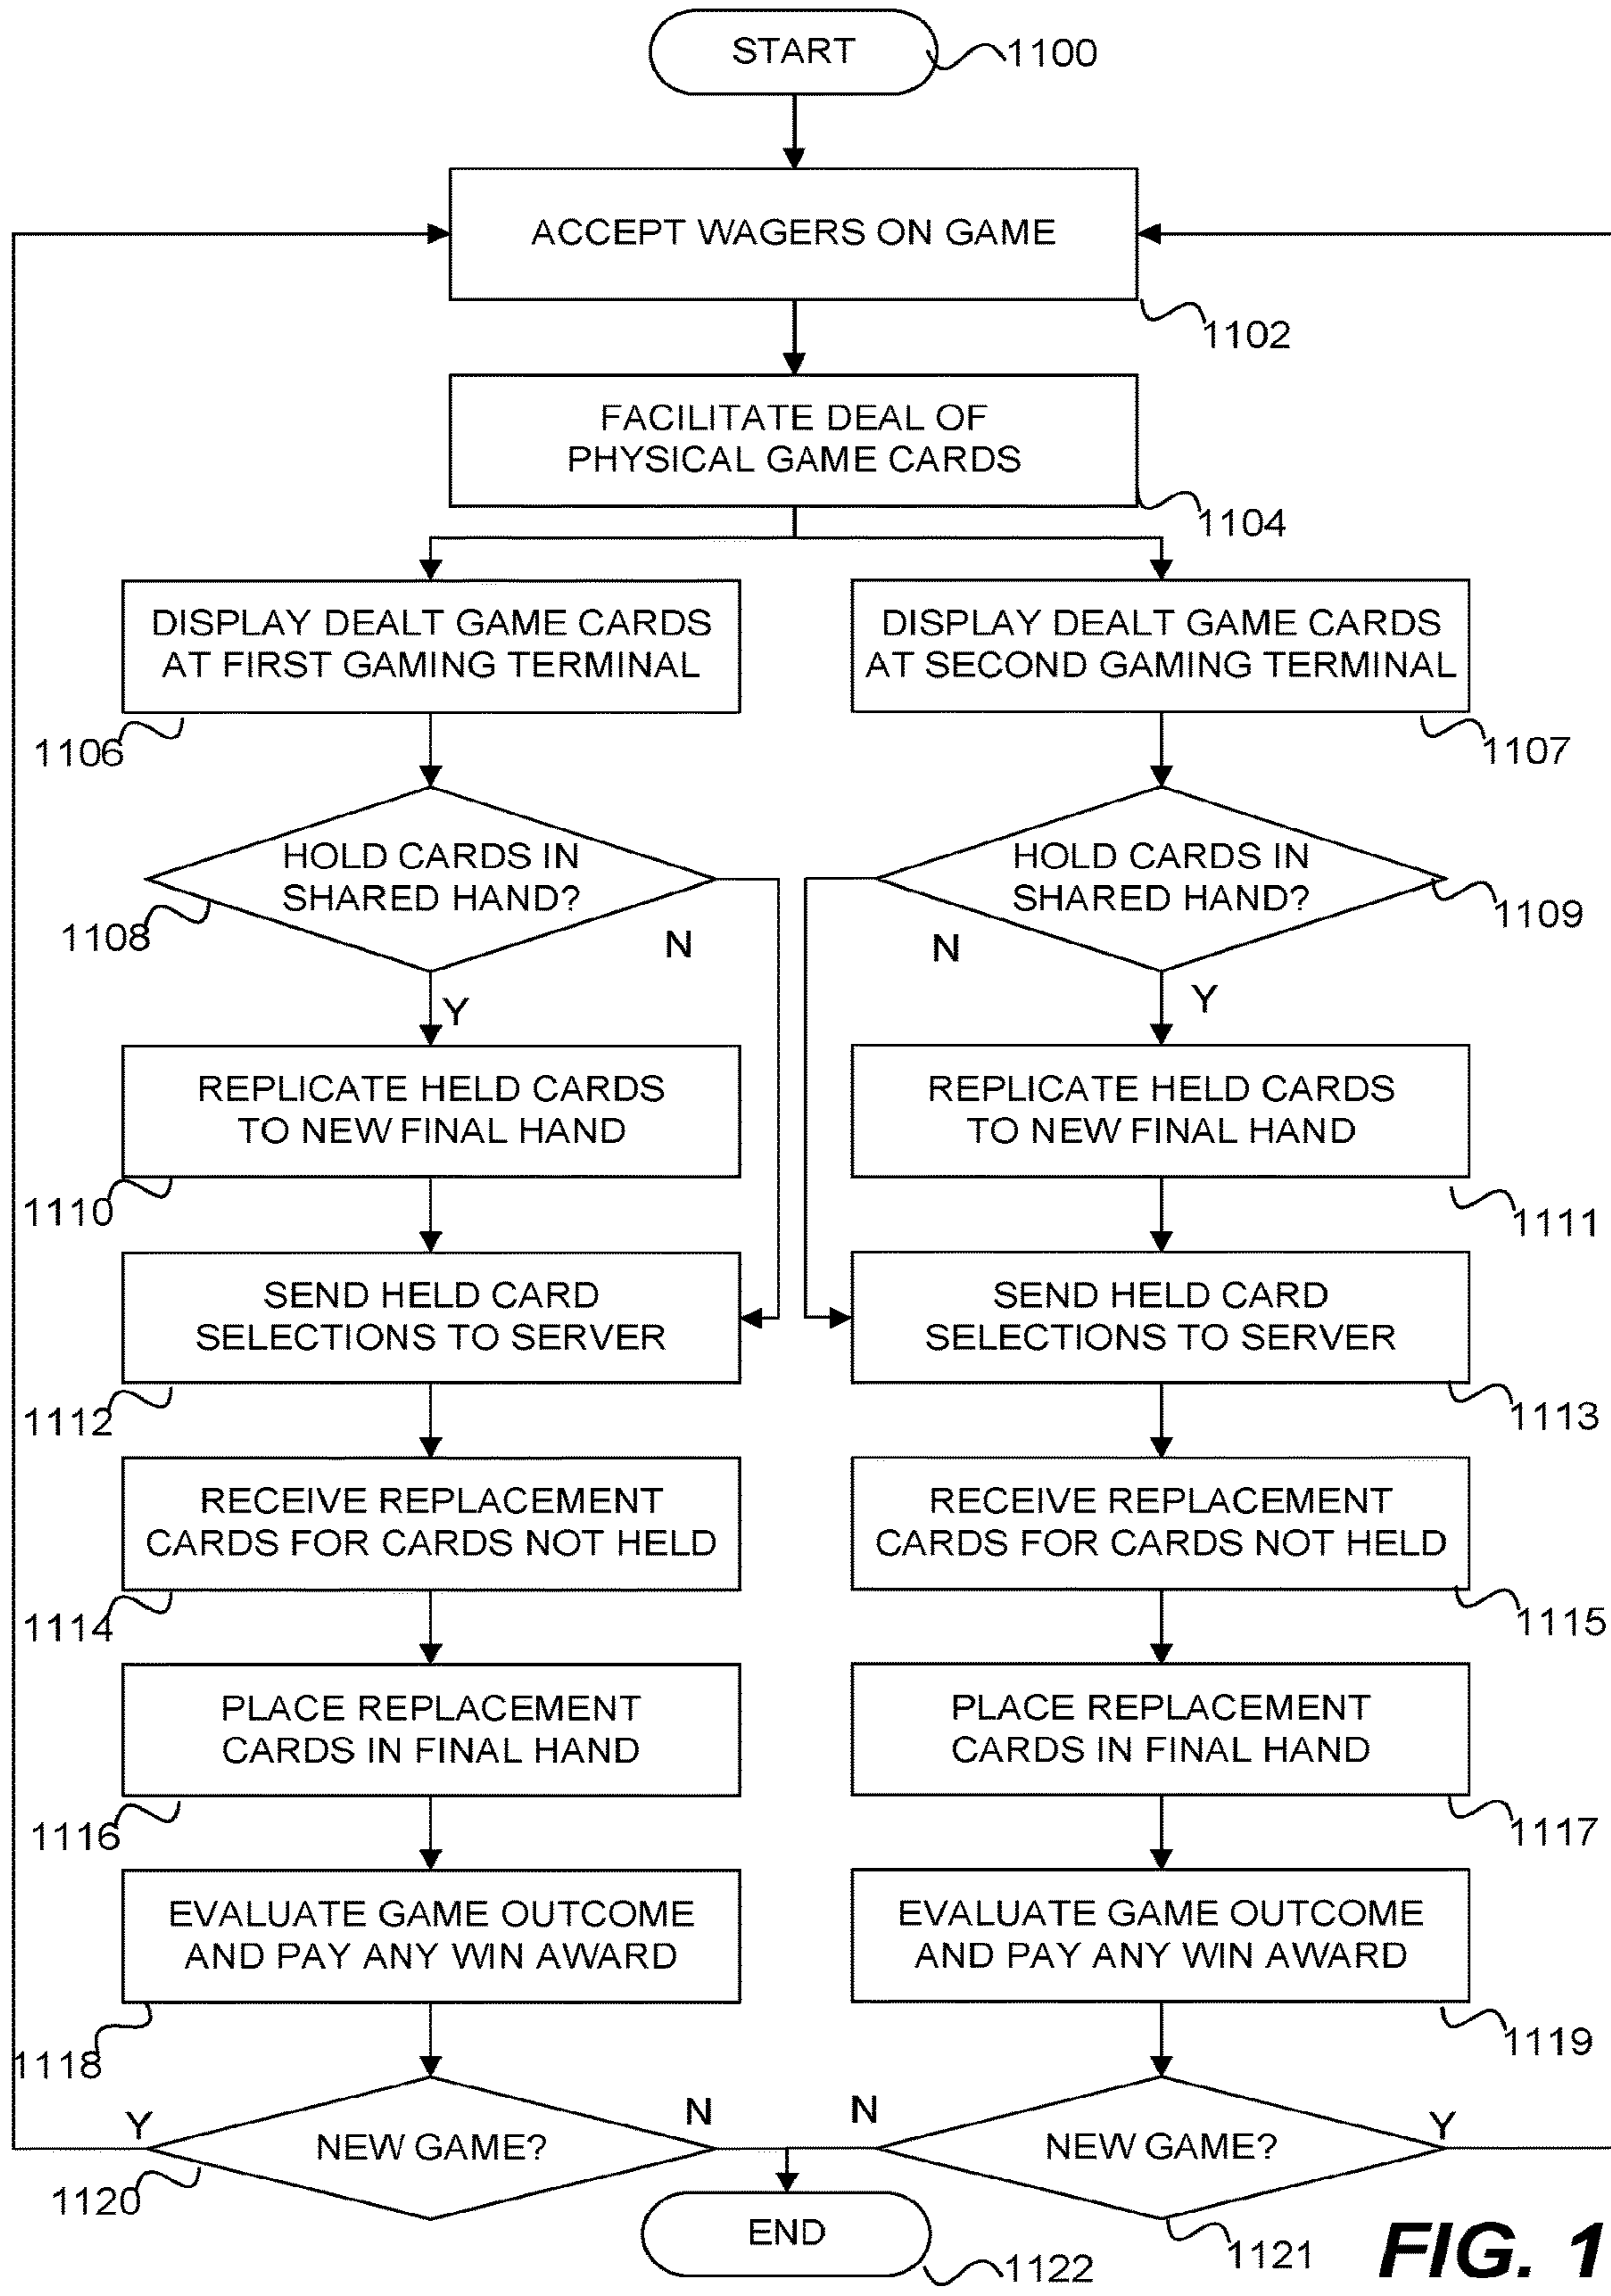 START
1100
ACCEPT WAGERS ON GAME
1102
FACILITATE DEAL OF
PHYSICAL GAME CARDS
1104
DISPLAY DEALT GAME CARDS
AT FIRST GAMING TERMINAL
1106
DISPLAY DEALT GAME CARDS
AT SECOND GAMING TERMINAL
1107
HOLD CARDS IN
SHARED HAND?
1108
N
Y
HOLD CARDS IN
SHARED HAND?
1109
N
Y
REPLICATE HELD CARDS
TO NEW FINAL HAND
1110
REPLICATE HELD CARDS
TO NEW FINAL HAND
1111
SEND HELD CARD
SELECTIONS TO SERVER
1112
SEND HELD CARD
SELECTIONS TO SERVER
1113
RECEIVE REPLACEMENT
CARDS FOR CARDS NOT HELD
1114
RECEIVE REPLACEMENT
CARDS FOR CARDS NOT HELD
1115
PLACE REPLACEMENT
CARDS IN FINAL HAND
1116
PLACE REPLACEMENT
CARDS IN FINAL HAND
1117
EVALUATE GAME OUTCOME
AND PAY ANY WIN AWARD
1118
EVALUATE GAME OUTCOME
AND PAY ANY WIN AWARD
1119
Y
NEW GAME?
N
1120
N
NEW GAME?
Y
1121
END
1122
FIG. 1